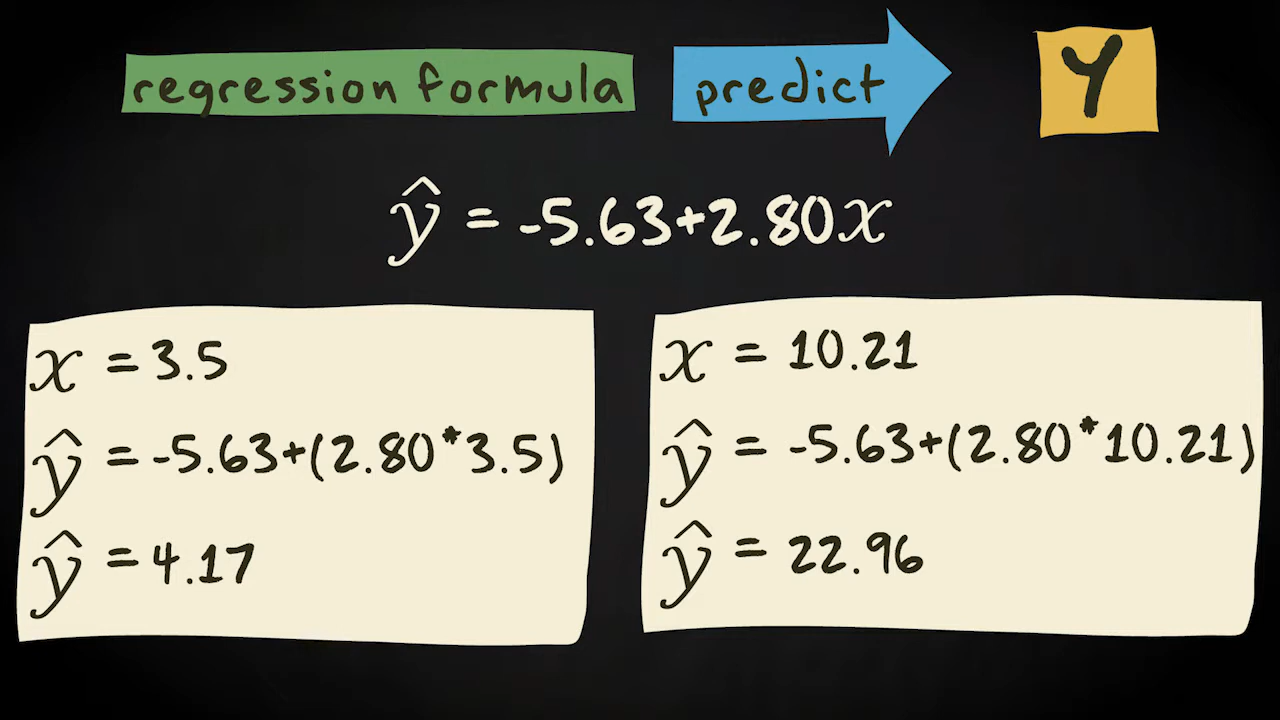 regression formula predict Y
ŷ = -5.63+2.80x
x = 3.5
ŷ = -5.63+(2.80*3.5)
ŷ = 4.17
x = 10.21
ŷ = -5.63+(2.80*10.21)
ŷ = 22.96